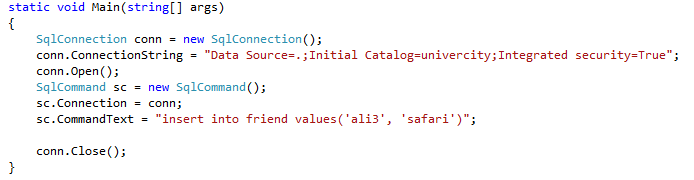 static void Main(string[] args)
{
SqlConnection conn = new SqlConnection();
conn.ConnectionString = "Data Source=.;Initial Catalog=univercity;Integrated security=True";
conn.Open();
SqlCommand sc = new SqlCommand();
sc.Connection = conn;
sc.CommandText = "insert into friend values('ali3', 'safari')";
conn.Close();
}